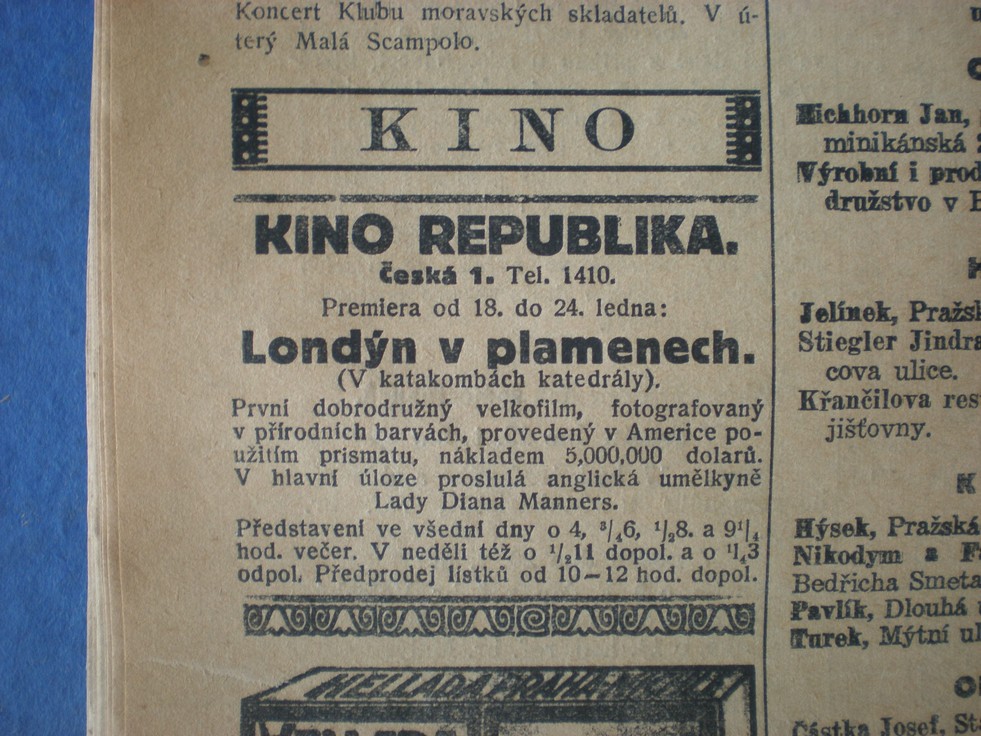 Koncert Klubu moravských skladatelů. V ú-
terý Malá Scampolo.
KINO
KINO REPUBLIKA.
Česká 1. Tel. 1410.
Premiera od 18. do 24. ledna:
Londýn v plamenech.
(V katakombách katedrály).
První dobrodružný velkofilm, fotografovaný
v přírodních barvách, provedený v Americe po-
užitím prismatu, nákladem 5,000,000 dolarů.
V hlavní úloze proslulá anglická umělkyně
Lady Diana Manners.
Představení ve všední dny o 4, ³/₄6, ¹/₂8. a 9¹/₄
hod. večer. V neděli též o ¹/₂11 dopol. a o ¹/₄3
odpol. Předprodej lístků od 10—12 hod. dopol.
HELLADA PRAHA
Eichhorn Jan,
minikánská
Výrobní i prod
družstvo v
Jelínek, Pražsk
Stiegler Jindra
cova ulice.
Křančilova res
jišťovny.
K
Hýsek, Pražská
Nikodym a
Bedřicha Smeta
Pavlík, Dlouhá
Turek, Mýtní ul
Částka Josef, Sta